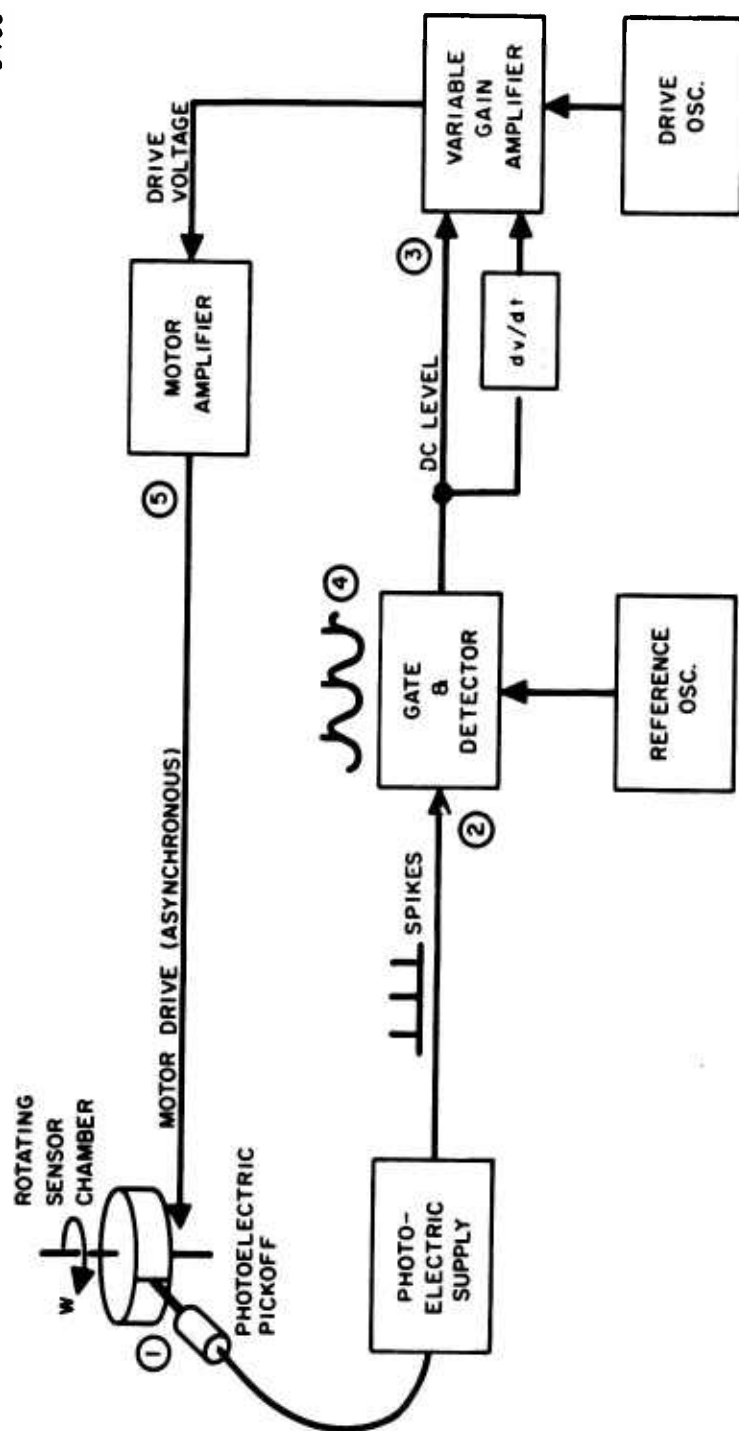 ROTATING
SENSOR
CHAMBER
W
①
PHOTOELECTRIC
PICKOFF
MOTOR DRIVE (ASYNCHRONOUS)
⑤
MOTOR
AMPLIFIER
DRIVE
VOLTAGE
PHOTO-
ELECTRIC
SUPPLY
SPIKES
②
④
GATE
&
DETECTOR
REFERENCE
OSC.
DC LEVEL
③
dv/dt
VARIABLE
GAIN
AMPLIFIER
DRIVE
OSC.